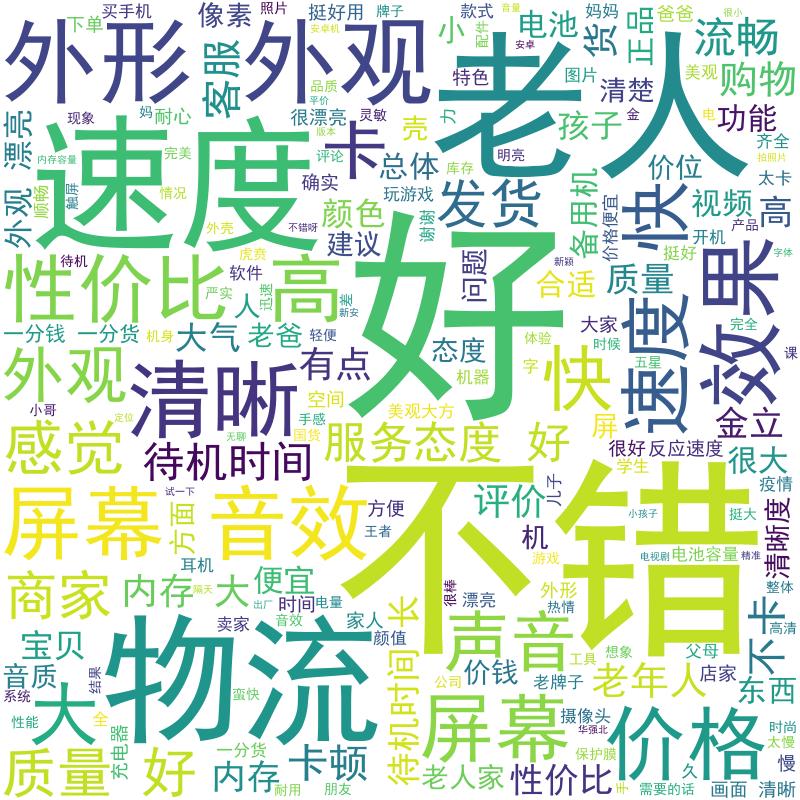 下单
买手机
像素
照片
挺好用
牌子
款式
音量
电池
妈妈
爸爸
很小
外形
外观
客服
安卓机
小
配件
安卓
货
正品
流畅
老人
漂亮
现象
妈
耐心
品质
平价
很漂亮
灵敏
力
特色
图片
清楚
美观
购物
金
电
功能
速度
卡
壳
明亮
孩子
齐全
拍照片
内存容量
完美
版本
评论
总体
库存
价位
太卡
外观
顺畅
触屏
情况
确实
玩游戏
发货
备用机
快
视频
高
外壳
不错呀
颜色
谢谢
价格便宜
开机
产品
待机
虎贲
建议
问题
新颖
挺好
字体
性价比
严实
软件
高
好
合适
质量
效果
人
迅速
新差
一分钱
一分货
机身
大气
老爸
轻便
态度
体验
大家
时候
速度
完全
五星
外观
清晰
有点
机器
字
快
课
小哥
定位
空间
手感
美观大方
屏
金立
感觉
无聊
国货
待机时间
服务态度
好
很好
反应速度
很大
学生
疫情
屏幕
试一下
音效
方面
方便
不错
评价
儿子
小孩子
挺大
清晰度
王者
机
电视剧
电池容量
精准
耳机
游戏
商家
内存
隔天
大
便宜
很棒
外形
整体
出厂
时间
电量
漂亮
热情
不卡
高清
宝贝
卖家
音效
家人
长
颜值
物流
声音
想象
父母
音质
结果
待机时间
价钱
工具
老年人
店家
东西
系统
蛮快
公司
老牌子
性能
大
全
摄像头
华强北
价格
时尚
太慢
充电器
一分货
卡顿
屏幕
保护膜
慢
质量
好
内存
耐用
朋友
老人家
性价比
手
需要的话
久
画面
清晰